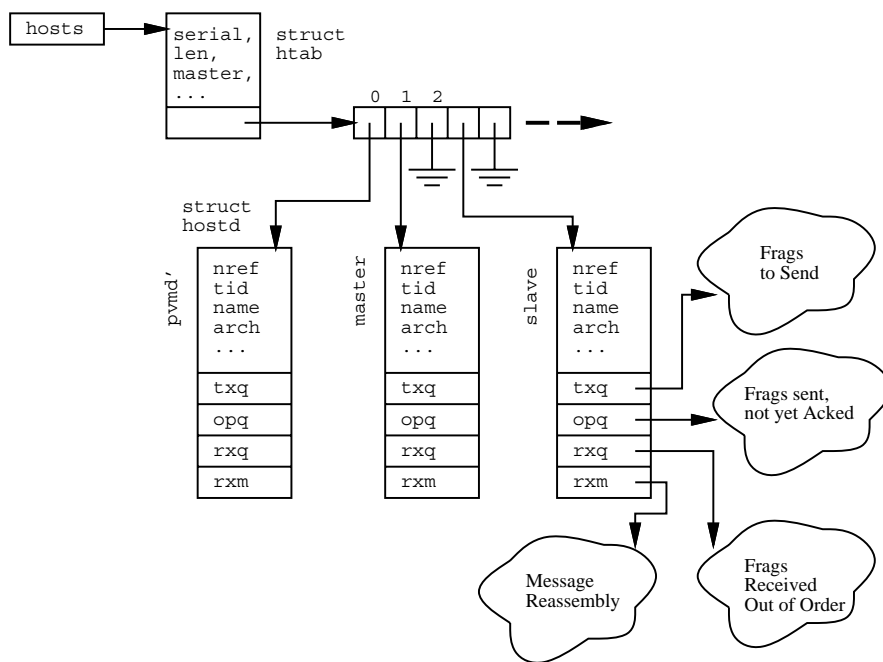 hosts
serial,
len,
master,
...
struct
htab
0 1 2
struct
hostd
pvmd'
nref
tid
name
arch
...
txq
opq
rxq
rxm
master
nref
tid
name
arch
...
txq
opq
rxq
rxm
slave
nref
tid
name
arch
...
txq
opq
rxq
rxm
Frags
to Send
Frags sent,
not yet Acked
Message
Reassembly
Frags
Received
Out of Order